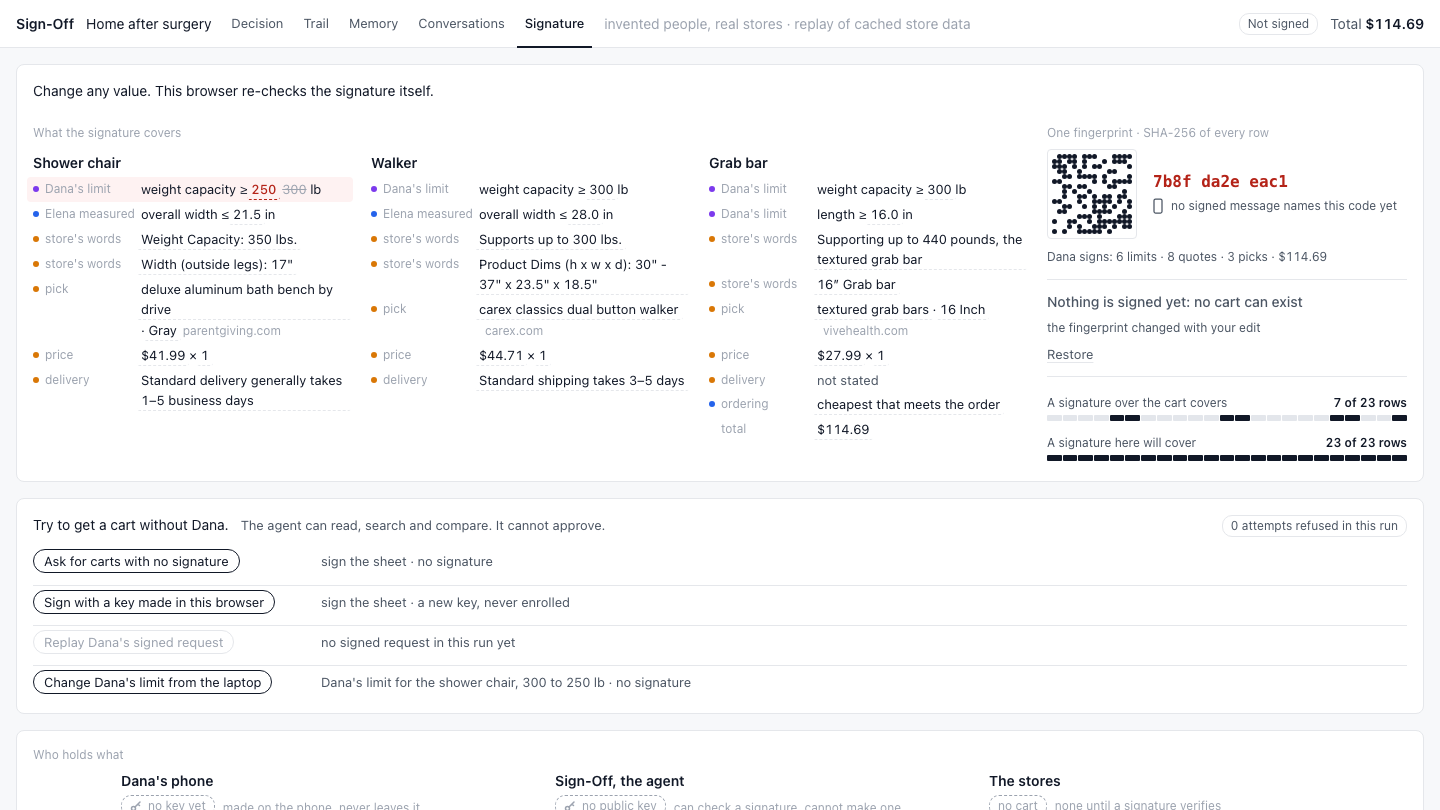 Sign-Off Home after surgery Decision Trail Memory Conversations Signature invented people, real stores · replay of cached store data Not signed Total $114.69
Change any value. This browser re-checks the signature itself.
What the signature covers
Shower chair
Dana's limit weight capacity ≥ 250 300 lb
Elena measured overall width ≤ 21.5 in
store's words Weight Capacity: 350 lbs.
store's words Width (outside legs): 17"
pick deluxe aluminum bath bench by
drive
· Gray parentgiving.com
price $41.99 × 1
delivery Standard delivery generally takes
1–5 business days
Walker
Dana's limit weight capacity ≥ 300 lb
Elena measured overall width ≤ 28.0 in
store's words Supports up to 300 lbs.
store's words Product Dims (h x w x d): 30" -
37" x 23.5" x 18.5"
pick carex classics dual button walker
carex.com
price $44.71 × 1
delivery Standard shipping takes 3–5 days
Grab bar
Dana's limit weight capacity ≥ 300 lb
Dana's limit length ≥ 16.0 in
store's words Supporting up to 440 pounds, the
textured grab bar
store's words 16″ Grab bar
pick textured grab bars · 16 Inch
vivehealth.com
price $27.99 × 1
delivery not stated
ordering cheapest that meets the order
total $114.69
One fingerprint · SHA-256 of every row
7b8f da2e eac1
no signed message names this code yet
Dana signs: 6 limits · 8 quotes · 3 picks · $114.69
Nothing is signed yet: no cart can exist
the fingerprint changed with your edit
Restore
A signature over the cart covers 7 of 23 rows
A signature here will cover 23 of 23 rows
Try to get a cart without Dana. The agent can read, search and compare. It cannot approve. 0 attempts refused in this run
Ask for carts with no signature sign the sheet · no signature
Sign with a key made in this browser sign the sheet · a new key, never enrolled
Replay Dana's signed request no signed request in this run yet
Change Dana's limit from the laptop Dana's limit for the shower chair, 300 to 250 lb · no signature
Who holds what
Dana's phone Sign-Off, the agent The stores
no key yet made on the phone, never leaves it no public key can check a signature, cannot make one no cart none until a signature verifies